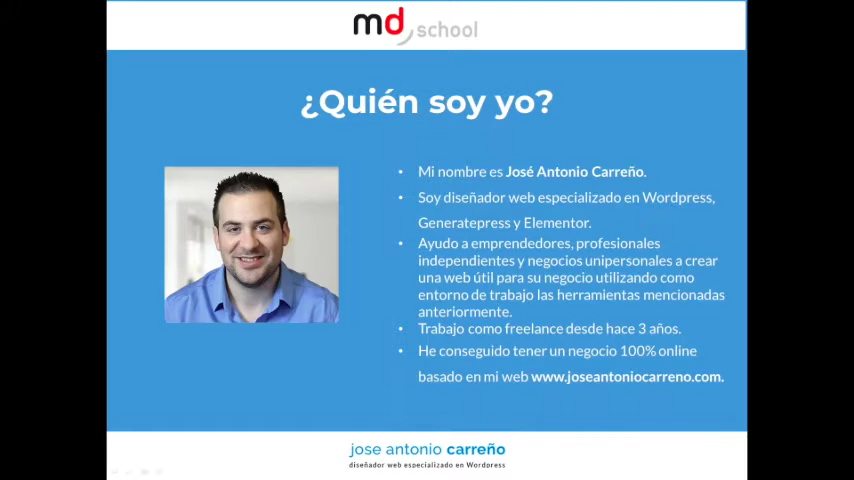 md school
¿Quién soy yo?
• Mi nombre es José Antonio Carreño.
• Soy diseñador web especializado en Wordpress,
Generatepress y Elementor.
• Ayudo a emprendedores, profesionales
independientes y negocios unipersonales a crear
una web útil para su negocio utilizando como
entorno de trabajo las herramientas mencionadas
anteriormente.
• Trabajo como freelance desde hace 3 años.
• He conseguido tener un negocio 100% online
basado en mi web www.joseantoniocarreno.com.
jose antonio carreño
diseñador web especializado en Wordpress